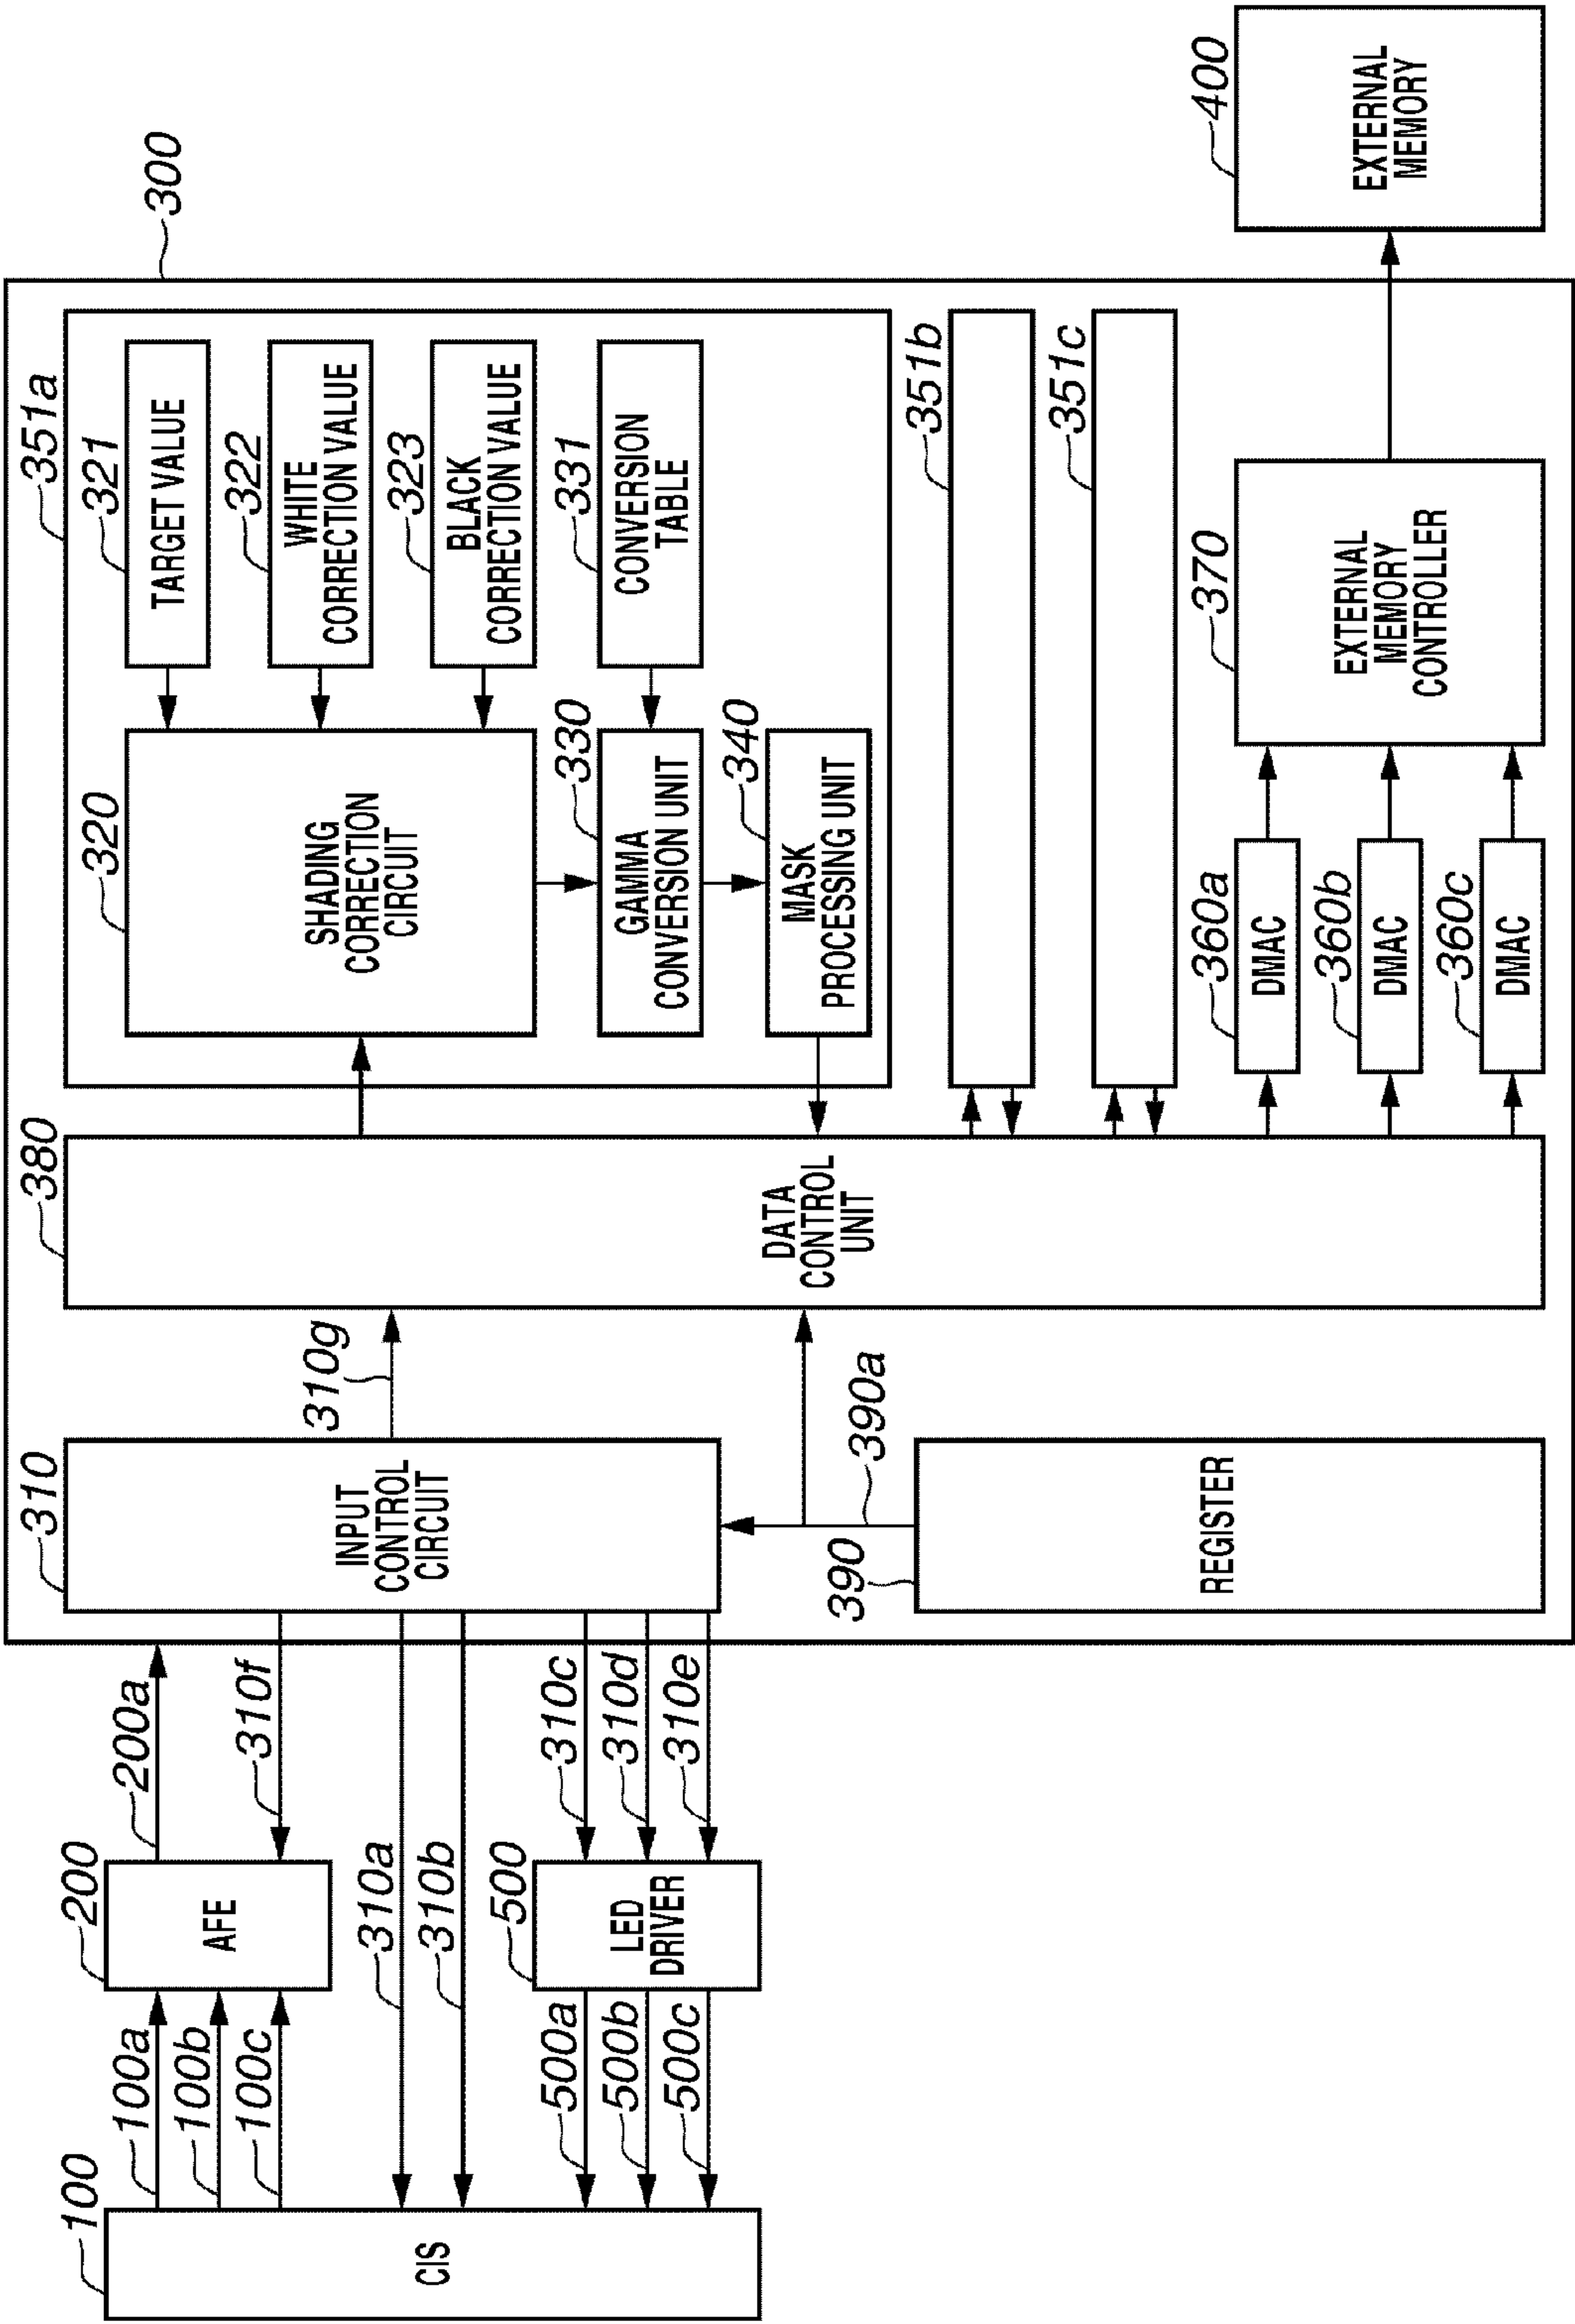 100
CIS
100a
100b
100c
200
AFE
200a
310f
310a
310b
500
LED
DRIVER
500a
500b
500c
310c
310d
310e
300
310
INPUT
CONTROL
CIRCUIT
310g
390
REGISTER
390a
380
DATA
CONTROL
UNIT
351a
320
SHADING
CORRECTION
CIRCUIT
321
TARGET VALUE
322
WHITE
CORRECTION VALUE
323
BLACK
CORRECTION VALUE
330
GAMMA
CONVERSION UNIT
331
CONVERSION
TABLE
340
MASK
PROCESSING UNIT
351b
351c
360a
DMAC
360b
DMAC
360c
DMAC
370
EXTERNAL
MEMORY
CONTROLLER
400
EXTERNAL
MEMORY